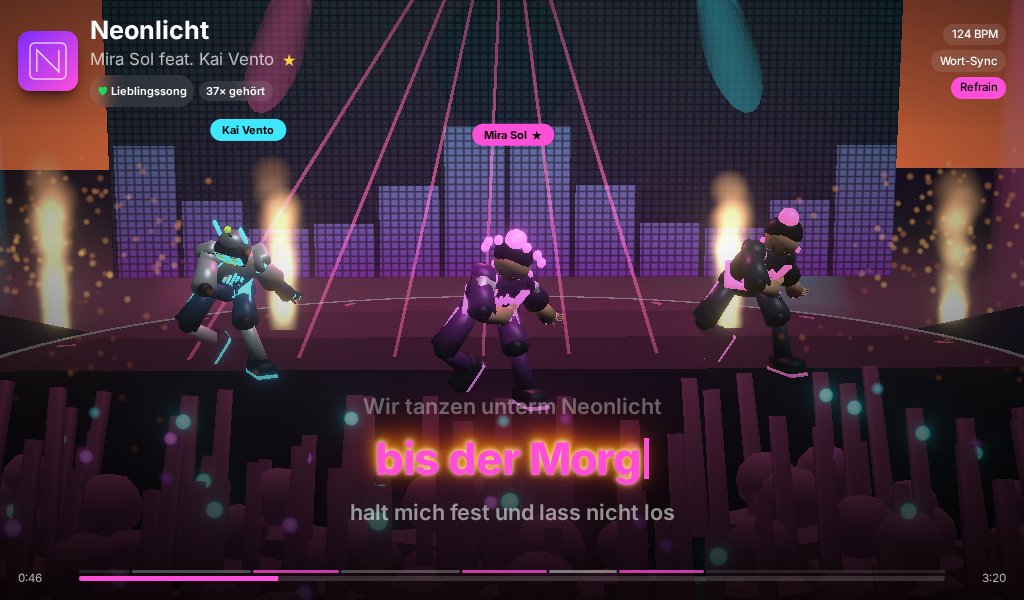 N
Neonlicht
Mira Sol feat. Kai Vento ★
Lieblingssong
37× gehört
124 BPM
Wort-Sync
Refrain
Kai Vento
Mira Sol ★
Wir tanzen unterm Neonlicht
bis der Morg
halt mich fest und lass nicht los
0:46
3:20